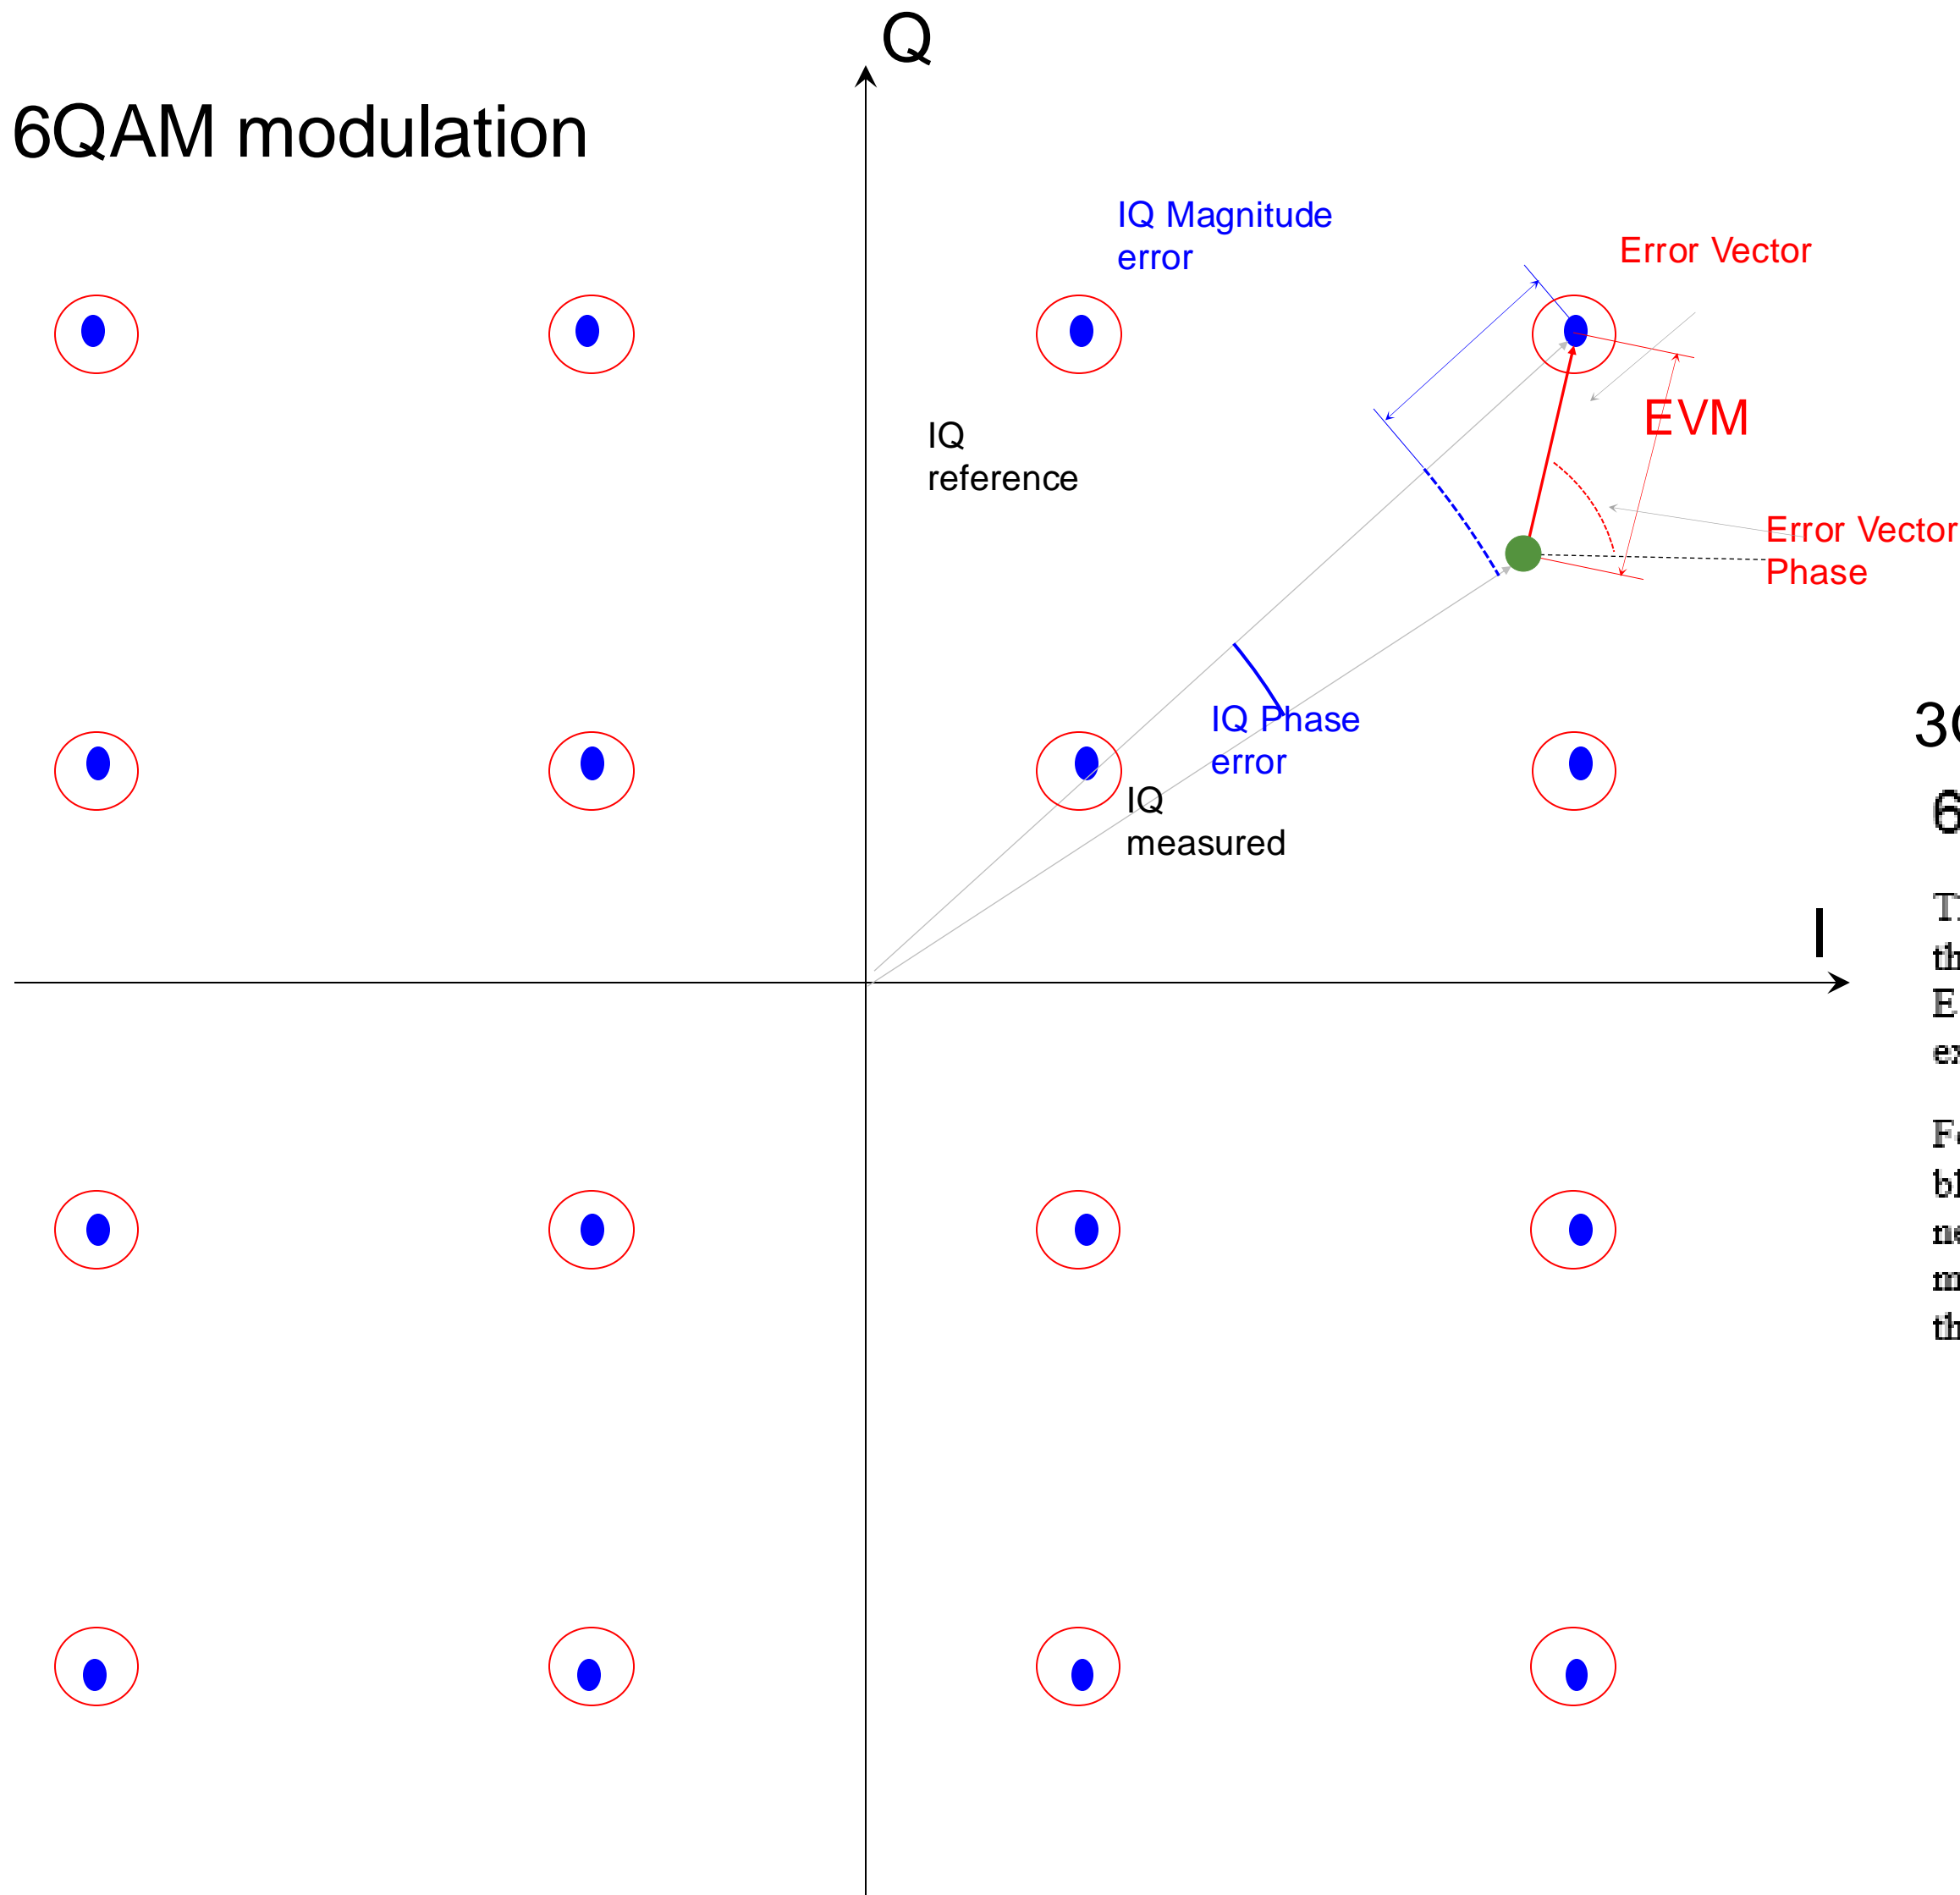 Q
6QAM modulation
IQ Magnitude
error
Error Vector
EVM
IQ
reference
Error Vector
Phase
IQ Phase
error
IQ
measured
I